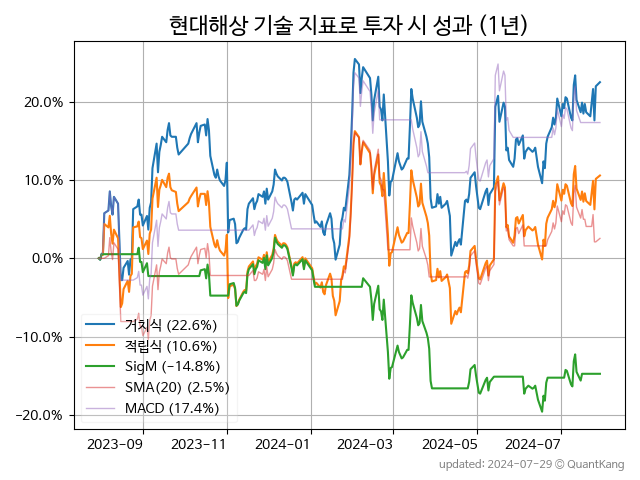 현대해상 기술 지표로 투자 시 성과 (1년)
20.0%
10.0%
0.0%
−10.0%
−20.0%
거치식 (22.6%)
적립식 (10.6%)
SigM (−14.8%)
SMA(20) (2.5%)
MACD (17.4%)
2023−09
2023−11
2024−01
2024−03
2024−05
2024−07
updated: 2024−07−29 ⓒ QuantKang